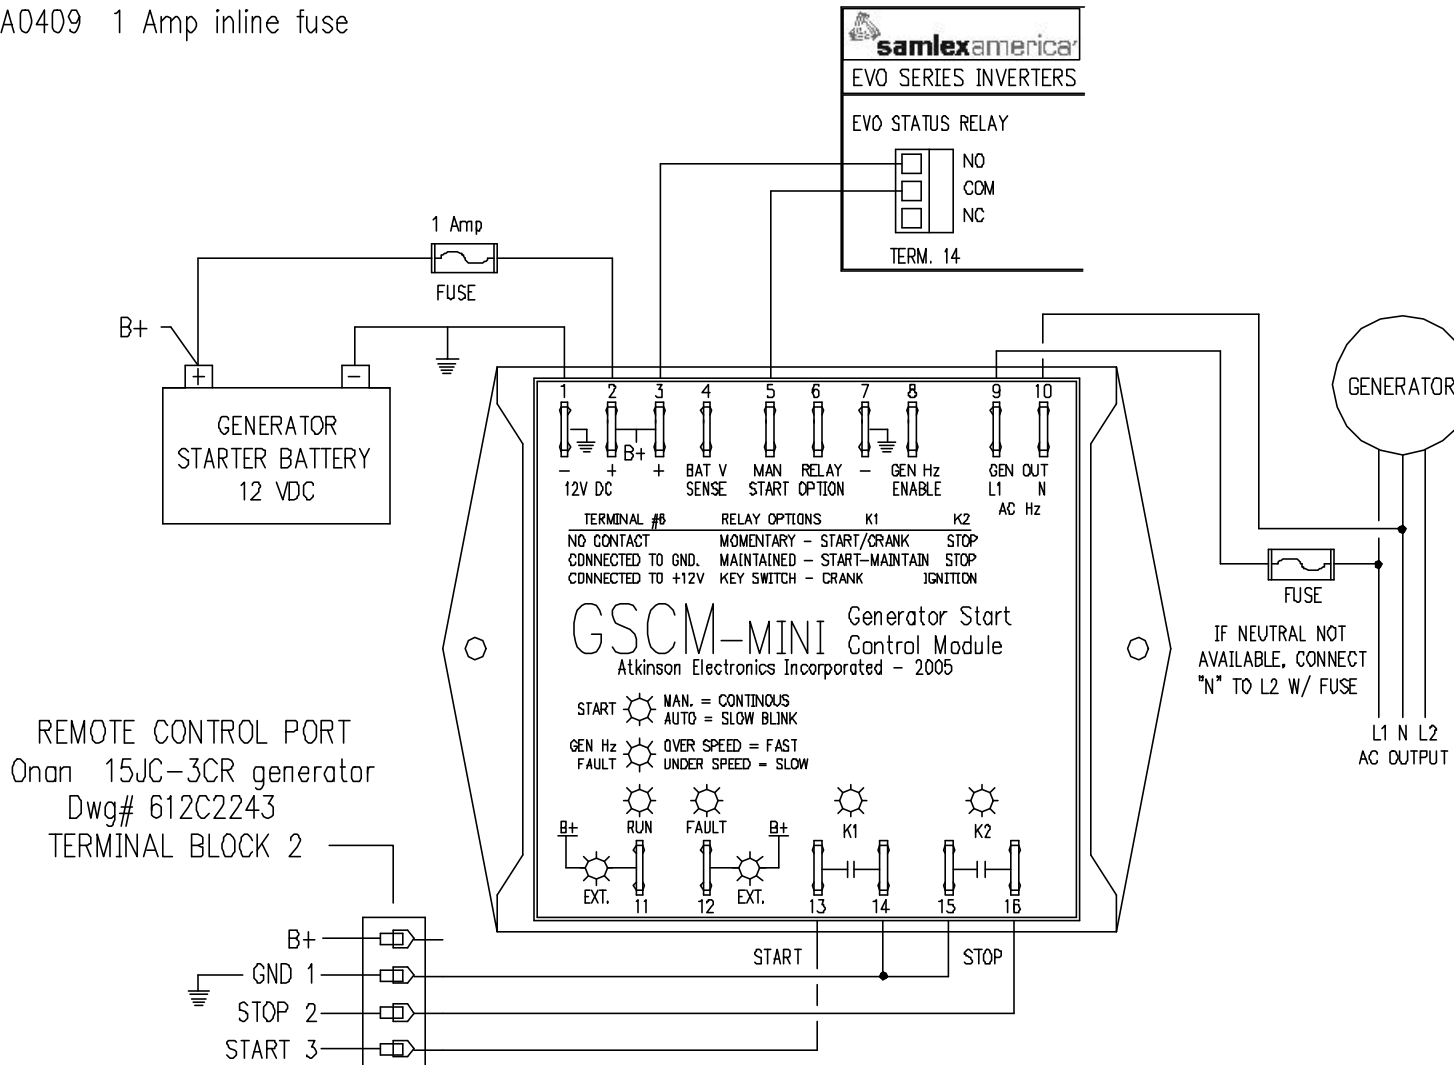 A0409 1 Amp inline fuse
samlexamerica
EVO SERIES INVERTERS
EVO STATUS RELAY
NO
COM
NC
TERM. 14
1 Amp
FUSE
B+
+ -
GENERATOR
STARTER BATTERY
12 VDC
GENERATOR
1 2 3 4 5 6 7 8 9 10
B+
- + + BAT V MAN RELAY - GEN Hz GEN OUT
12V DC SENSE START OPTION ENABLE L1 N
AC Hz
TERMINAL #6 RELAY OPTIONS K1 K2
NO CONTACT MOMENTARY - START/CRANK STOP
CONNECTED TO GND. MAINTAINED - START-MAINTAIN STOP
CONNECTED TO +12V KEY SWITCH - CRANK IGNITION
GSCM-MINI Generator Start
Control Module
Atkinson Electronics Incorporated - 2005
START MAN. = CONTINOUS
AUTO = SLOW BLINK
GEN Hz OVER SPEED = FAST
FAULT UNDER SPEED = SLOW
B+ RUN FAULT B+ K1 K2
EXT. 11 12 EXT. 13 14 15 16
FUSE
IF NEUTRAL NOT
AVAILABLE, CONNECT
"N" TO L2 W/ FUSE
L1 N L2
AC OUTPUT
REMOTE CONTROL PORT
Onan 15JC-3CR generator
Dwg# 612C2243
TERMINAL BLOCK 2
START STOP
B+
GND 1
STOP 2
START 3